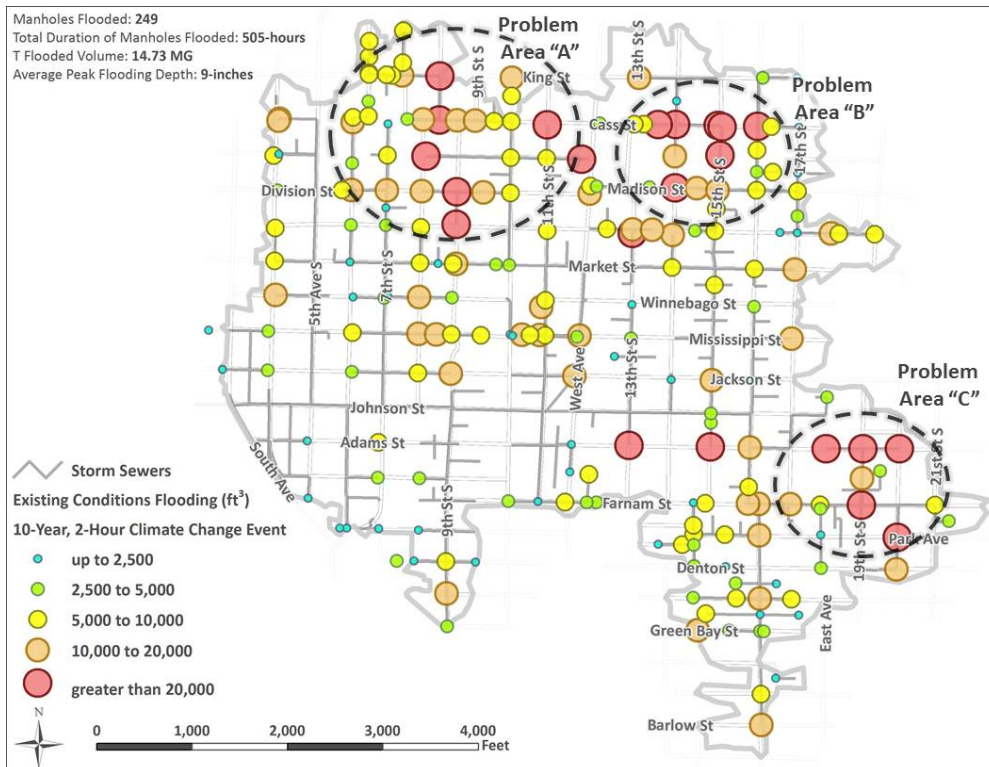 Manholes Flooded: 249
Total Duration of Manholes Flooded: 505-hours
T Flooded Volume: 14.73 MG
Average Peak Flooding Depth: 9-inches
Problem
Area "A"
9th St S
King St
13th St S
Problem
Area "B"
Cass St
17th St S
11th St S
Division St
Madison St
15th St S
5th Ave S
7th St S
Market St
Winnebago St
Mississippi St
West Ave
13th St S
Jackson St
Problem
Area "C"
Johnson St
Adams St
South Ave
21st St S
9th St S
Farnam St
19th St S
Park Ave
Denton St
East Ave
Green Bay St
Barlow St
Storm Sewers
Existing Conditions Flooding (ft³)
10-Year, 2-Hour Climate Change Event
up to 2,500
2,500 to 5,000
5,000 to 10,000
10,000 to 20,000
greater than 20,000
N
0 1,000 2,000 3,000 4,000
Feet